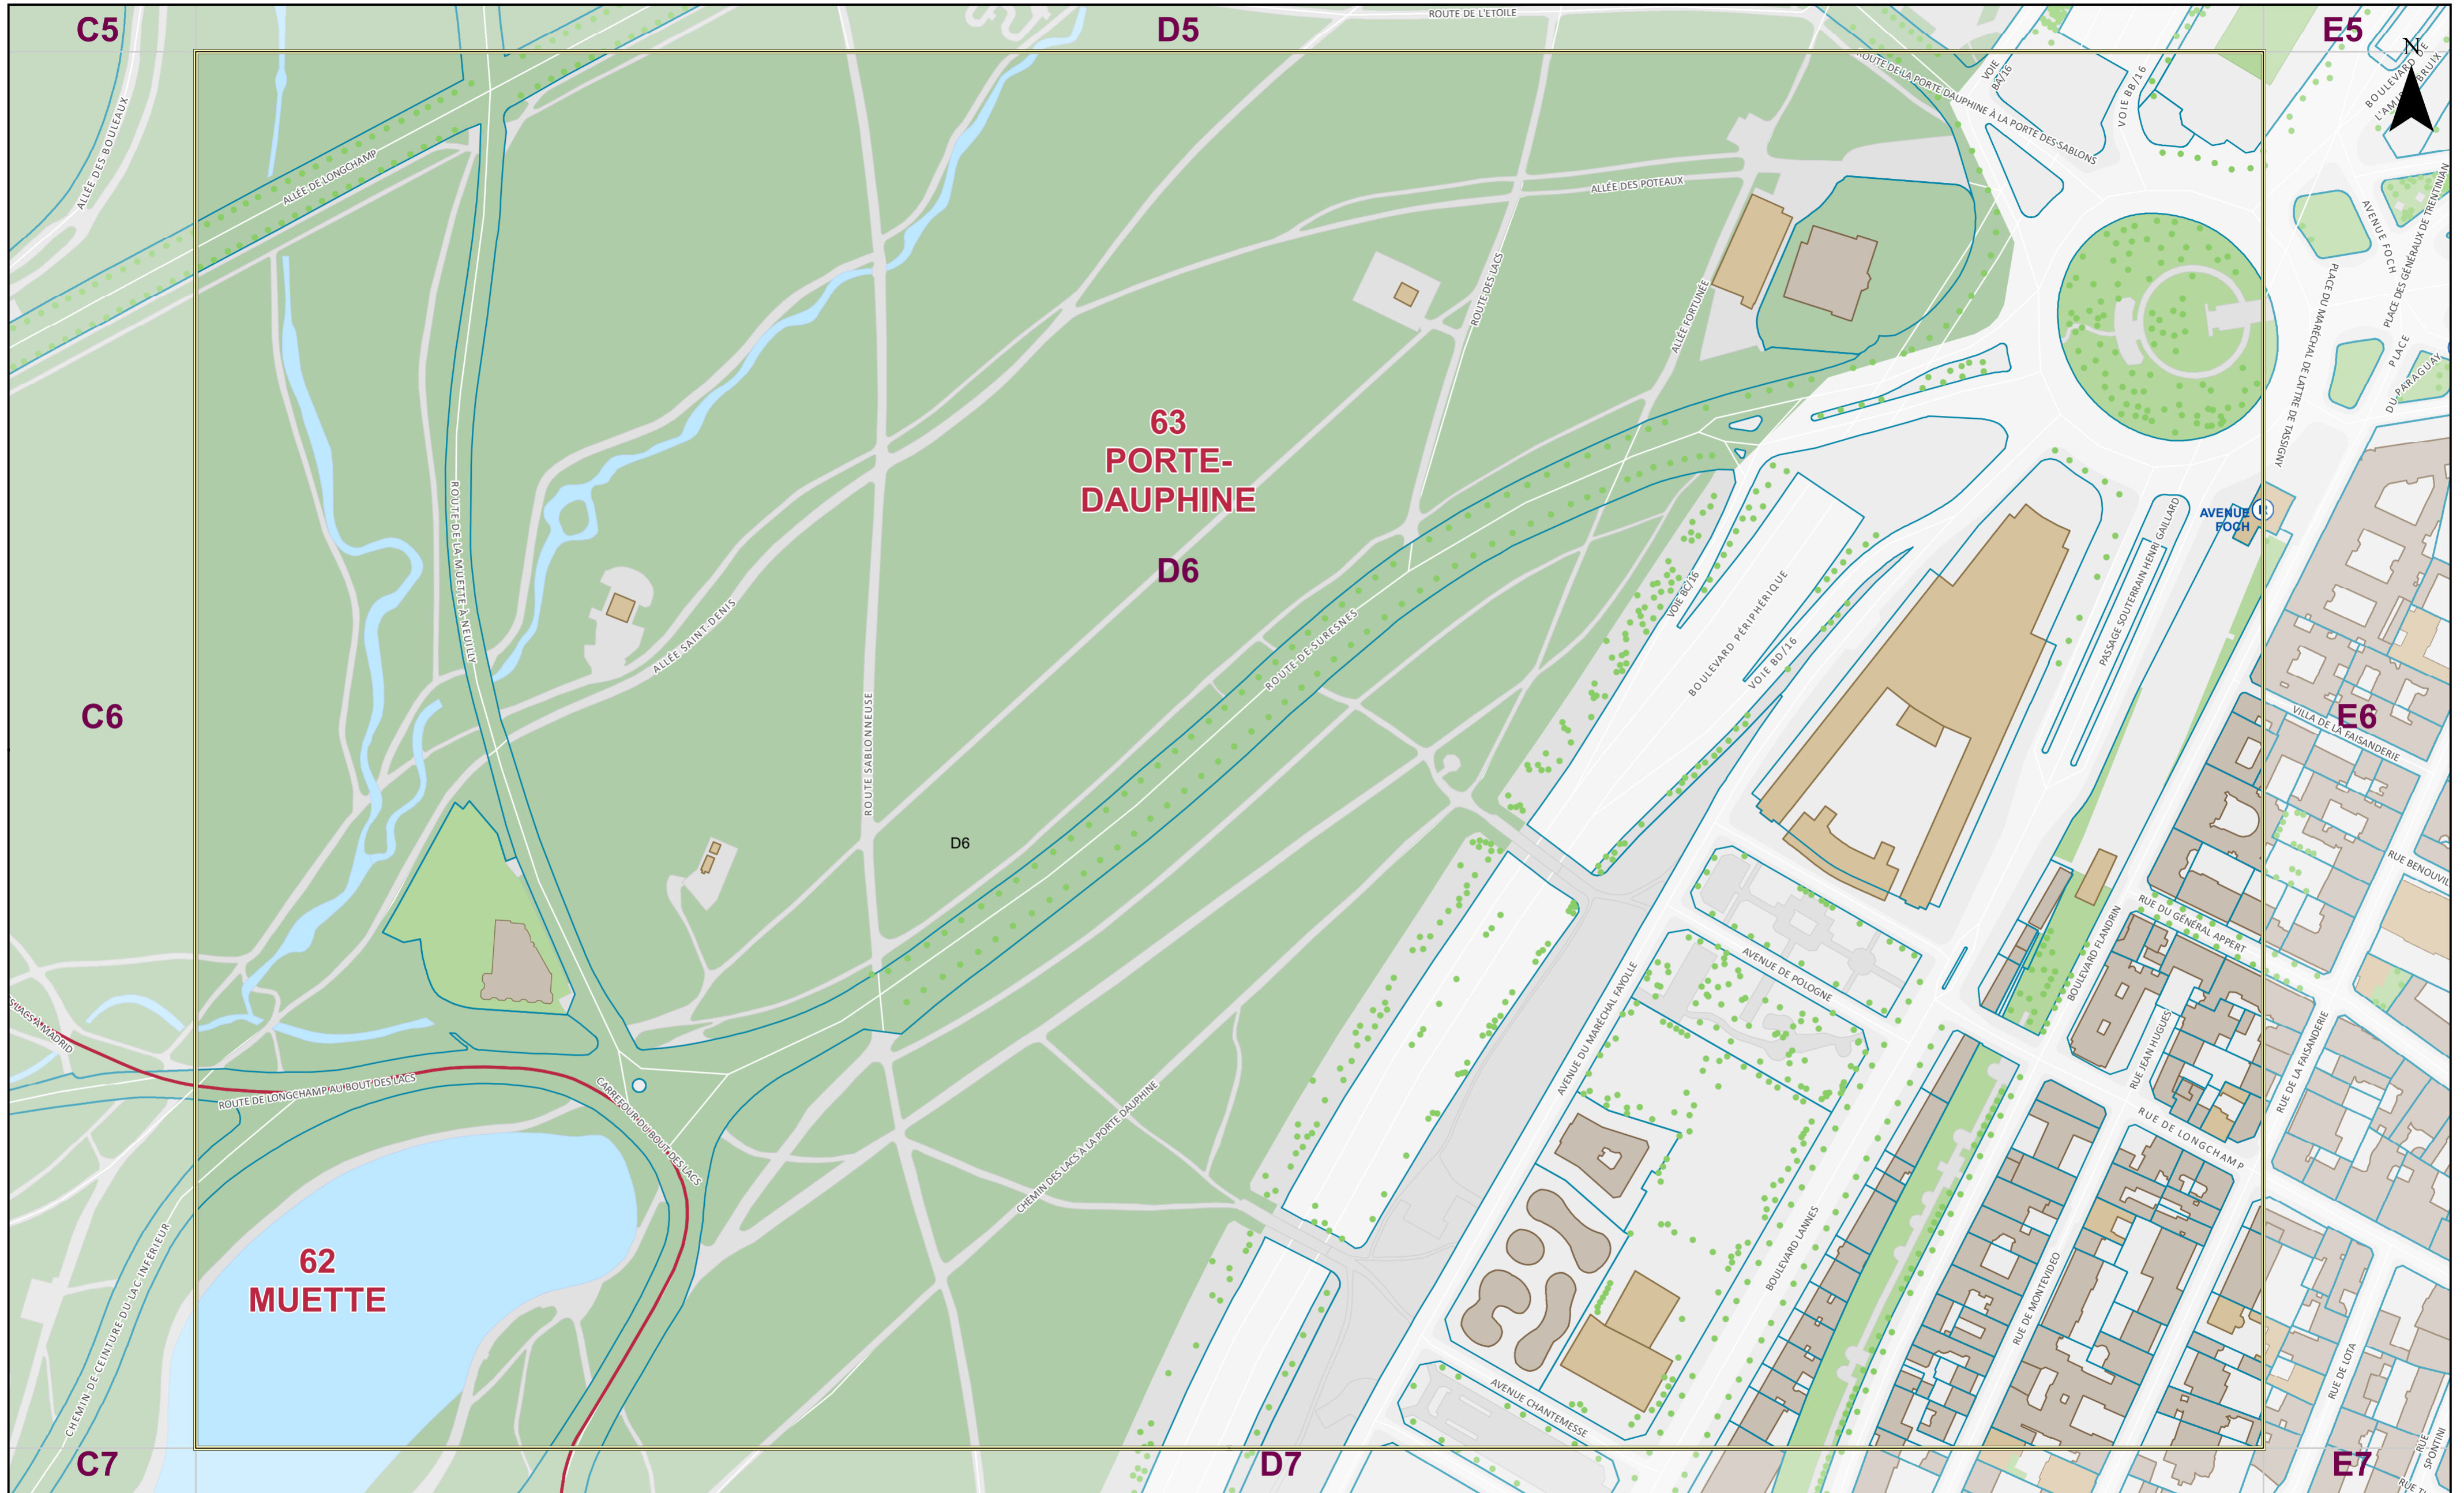 C5
D5
E5
ROUTE DE L'ETOILE
N
ALLÉE DES BOULEAUX
ALLÉE DE LONGCHAMP
ROUTE DE LA PORTE DAUPHINE À LA PORTE DES SABLONS
VOIE
BA/16
VOIE BB/16
BOULEVARD DE
L'AMIRAL BRUIX
ALLÉE DES POTEAUX
AVENUE FOCH
PLACE DES GÉNÉRAUX DE TRENTINIAN
ROUTE DES LACS
ALLÉE FORTUNÉE
PLACE DU MARÉCHAL DE LATTRE DE TASSIGNY
PLACE
DU PARAGUAY
63
PORTE-
DAUPHINE
D6
ROUTE DE LA MUETTE À NEUILLY
AVENUE
FOCH
PASSAGE SOUTERRAIN HENRI GAILLARD
VOIE BC/16
BOULEVARD PÉRIPHÉRIQUE
VOIE BD/16
ALLÉE SAINT-DENIS
ROUTE DE SURESNES
C6
E6
VILLA DE LA FAISANDERIE
ROUTE SABLONNEUSE
D6
RUE BENOUVIL
RUE DU GÉNÉRAL APPERT
BOULEVARD FLANDRIN
AVENUE DE POLOGNE
AVENUE DU MARÉCHAL FAYOLLE
S LACS À MADRID
RUE JEAN HUGUES
RUE DE LA FAISANDERIE
ROUTE DE LONGCHAMP AU BOUT DES LACS
CARREFOUR DU BOUT DES LACS
CHEMIN DES LACS À LA PORTE DAUPHINE
RUE DE LONGCHAMP
CHEMIN DE CEINTURE DU LAC INFÉRIEUR
62
MUETTE
BOULEVARD LANNES
RUE DE MONTEVIDEO
RUE DE LOTA
AVENUE CHANTEMESSE
RUE
SPONTINI
C7
D7
E7